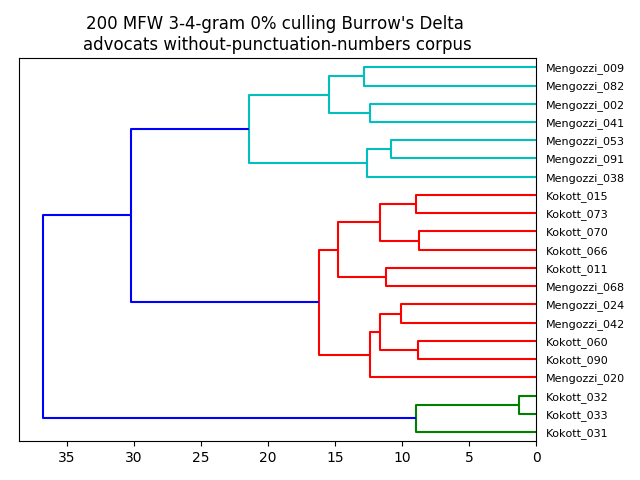 200 MFW 3-4-gram 0% culling Burrow's Delta
advocats without-punctuation-numbers corpus
Mengozzi_009
Mengozzi_082
Mengozzi_002
Mengozzi_041
Mengozzi_053
Mengozzi_091
Mengozzi_038
Kokott_015
Kokott_073
Kokott_070
Kokott_066
Kokott_011
Mengozzi_068
Mengozzi_024
Mengozzi_042
Kokott_060
Kokott_090
Mengozzi_020
Kokott_032
Kokott_033
Kokott_031
35 30 25 20 15 10 5 0